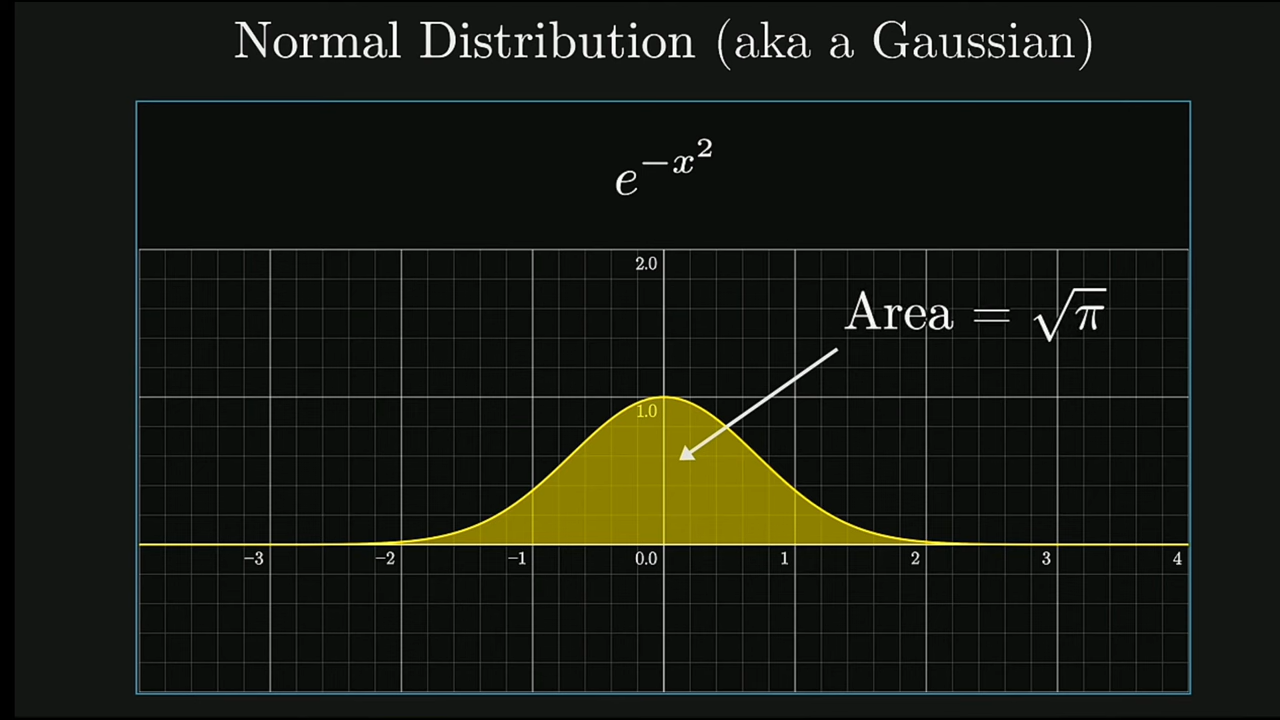 Normal Distribution (aka a Gaussian)
e^{-x^2}
2.0
Area = √π
1.0
−3 −2 −1 0.0 1 2 3 4